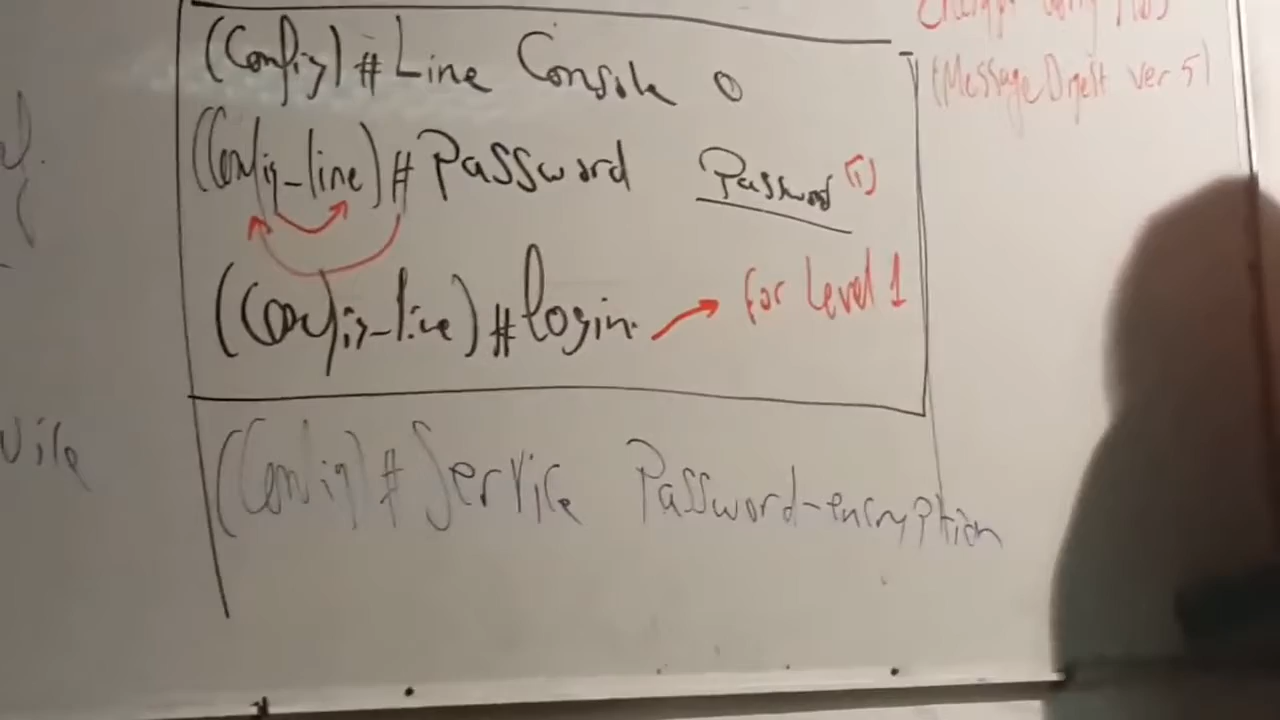 (Config)#Line Console 0
(Config-line)#Password Password (1)
(Config-line)#login → for Level 1
(Config)#Service Password-encryption
(Message Digest ver 5)